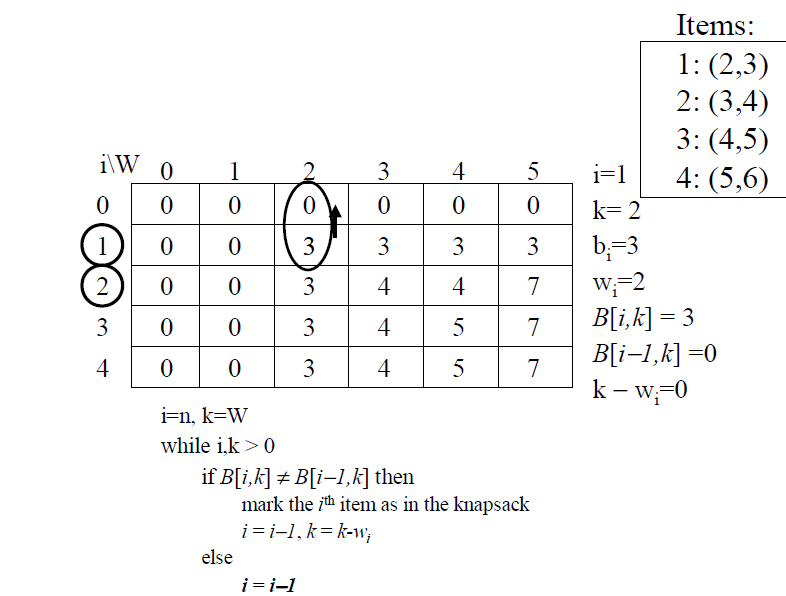 Items:
1: (2,3)
2: (3,4)
3: (4,5)
4: (5,6)
i\W 0 1 2 3 4 5
0 0 0 0 0 0 0
1 0 0 3 3 3 3
2 0 0 3 4 4 7
3 0 0 3 4 5 7
4 0 0 3 4 5 7
i=1
k= 2
bᵢ=3
wᵢ=2
B[i,k] = 3
B[i–1,k] =0
k – wᵢ=0
i=n, k=W
while i,k > 0
if B[i,k] ≠ B[i–1,k] then
mark the iᵗʰ item as in the knapsack
i = i–1, k = k-wᵢ
else
i = i–1